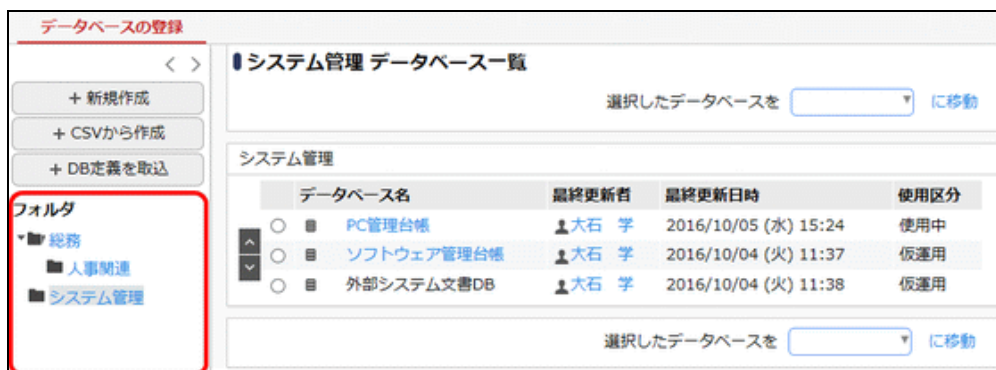 データベースの登録
< >
+ 新規作成
+ CSVから作成
+ DB定義を取込
フォルダ
総務
人事関連
システム管理
システム管理 データベース一覧
選択したデータベースを に移動
システム管理
データベース名 最終更新者 最終更新日時 使用区分
PC管理台帳 大石 学 2016/10/05 (水) 15:24 使用中
ソフトウェア管理台帳 大石 学 2016/10/04 (火) 11:37 仮運用
外部システム文書DB 大石 学 2016/10/04 (火) 11:38 仮運用
選択したデータベースを に移動